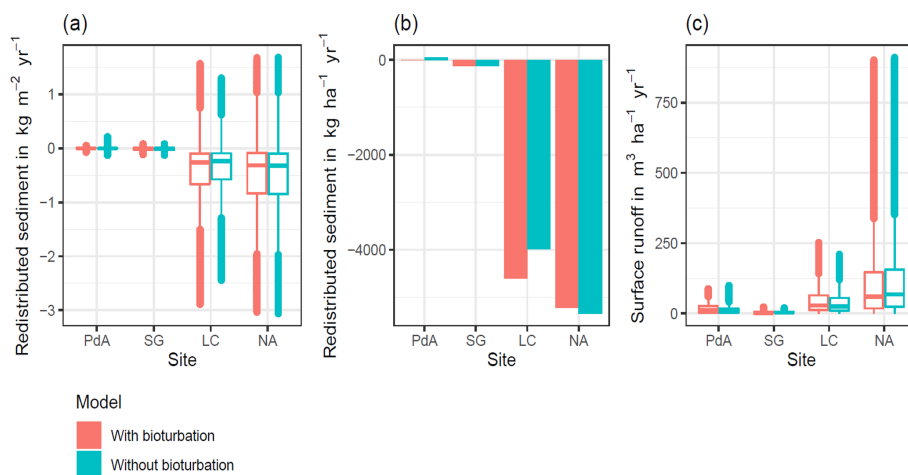 (a)
(b)
(c)
Redistributed sediment in kg m⁻² yr⁻¹
1
0
−1
−2
−3
PdA SG LC NA
Site
Redistributed sediment in kg ha⁻¹ yr⁻¹
0
−2000
−4000
PdA SG LC NA
Site
Surface runoff in m³ ha⁻¹ yr⁻¹
750
500
250
0
PdA SG LC NA
Site
Model
With bioturbation
Without bioturbation